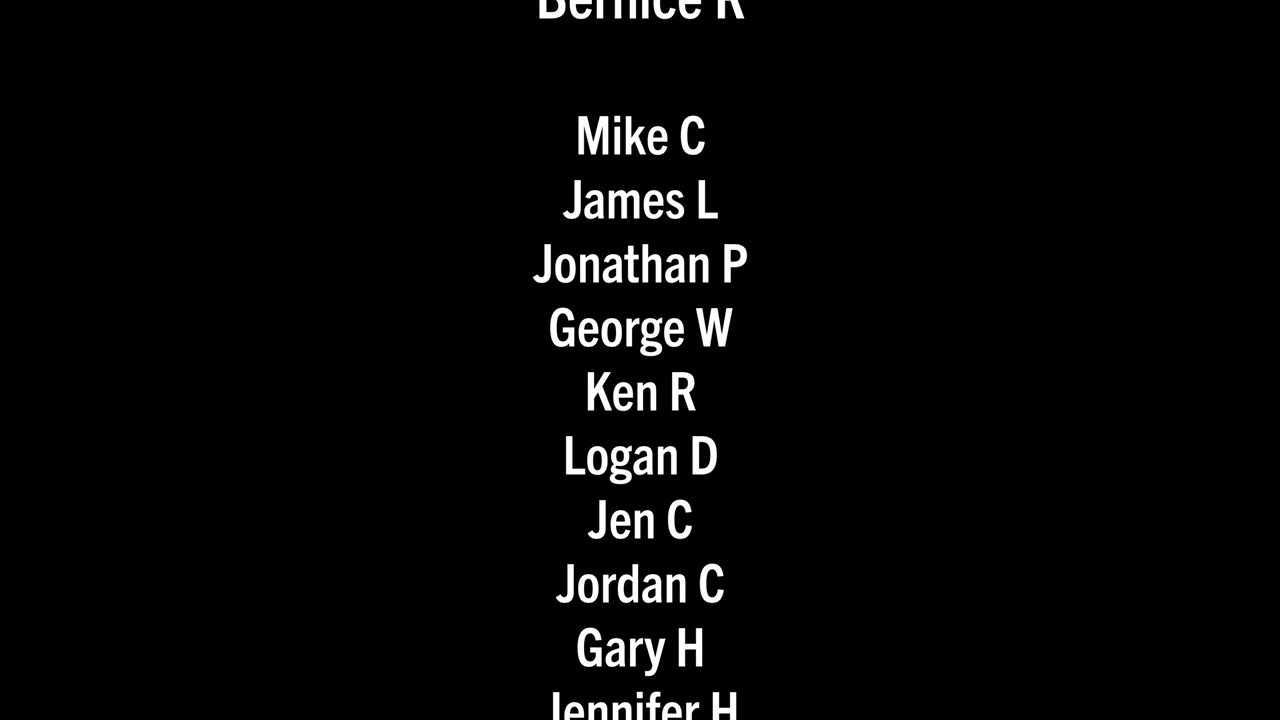 Bernice R
Mike C
James L
Jonathan P
George W
Ken R
Logan D
Jen C
Jordan C
Gary H
Jennifer H